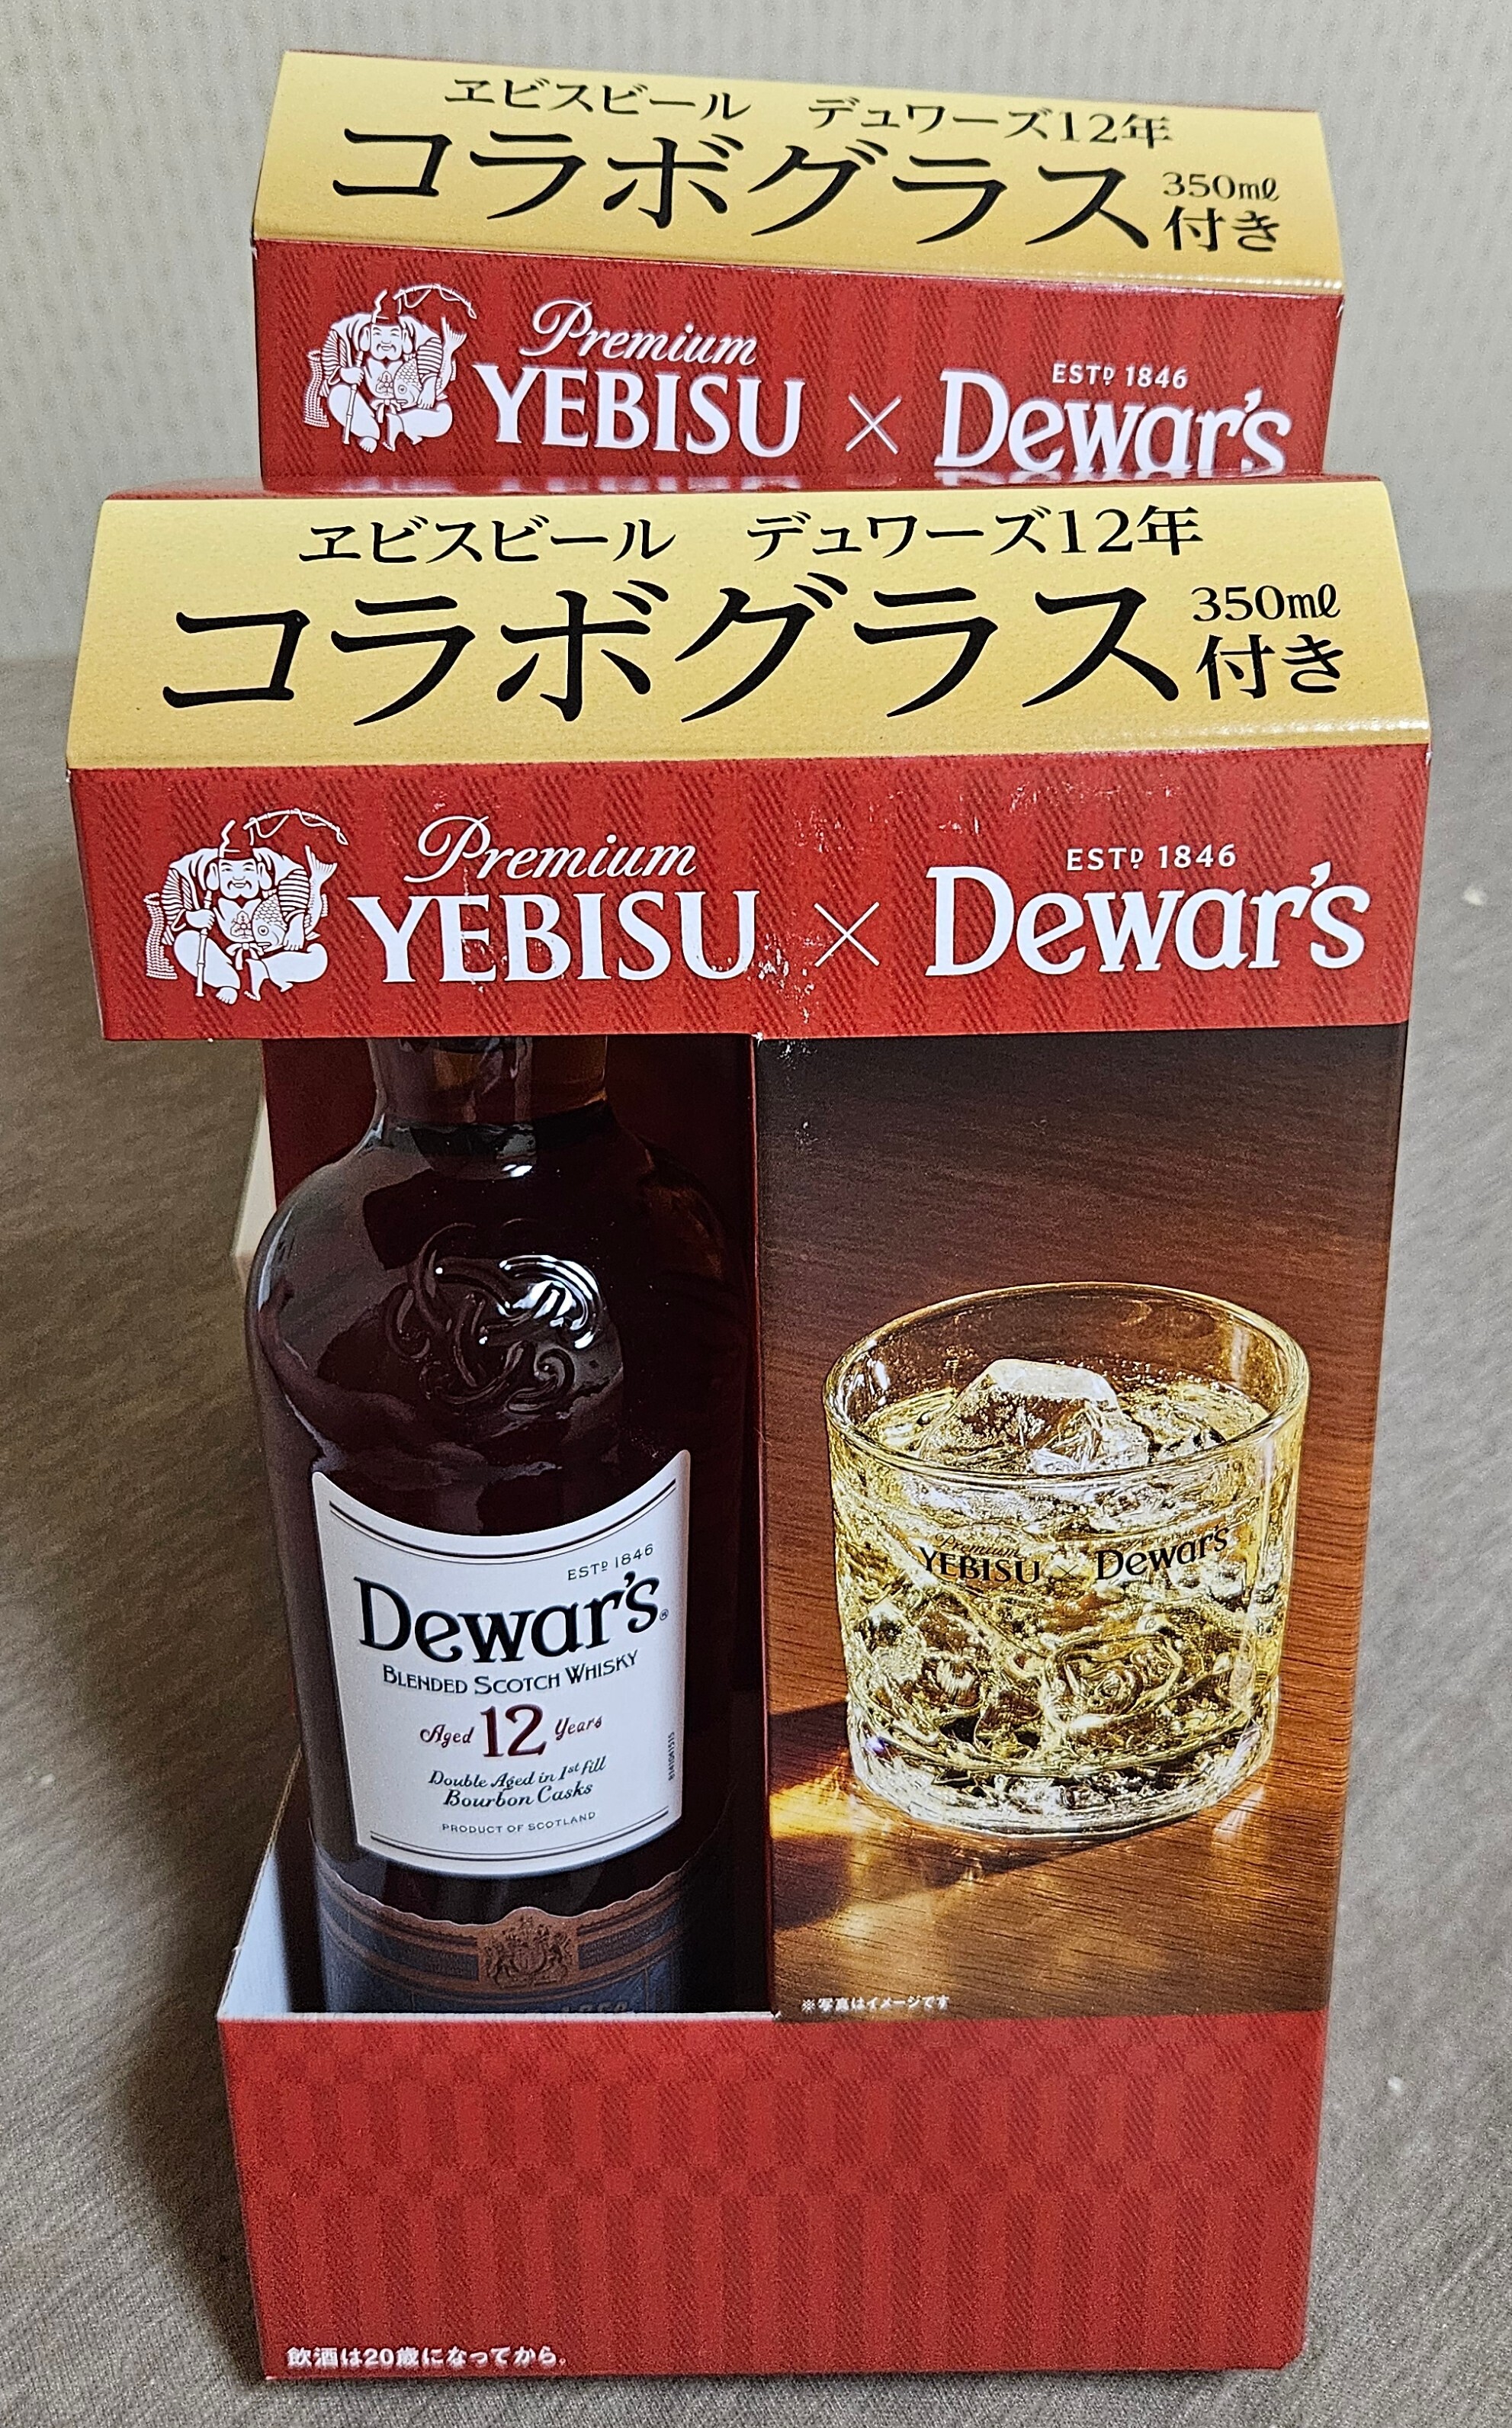 ヱビスビール デュワーズ12年
コラボグラス 350ml 付き
Premium
YEBISU × ESTD 1846 Dewar's
ヱビスビール デュワーズ12年
コラボグラス 350ml 付き
Premium
YEBISU × ESTD 1846 Dewar's
ESTD 1846
Dewar's®
BLENDED SCOTCH WHISKY
Aged 12 Years
Double Aged in 1st fill
Bourbon Casks
PRODUCT OF SCOTLAND
Premium
YEBISU × Dewar's
※写真はイメージです
飲酒は20歳になってから。